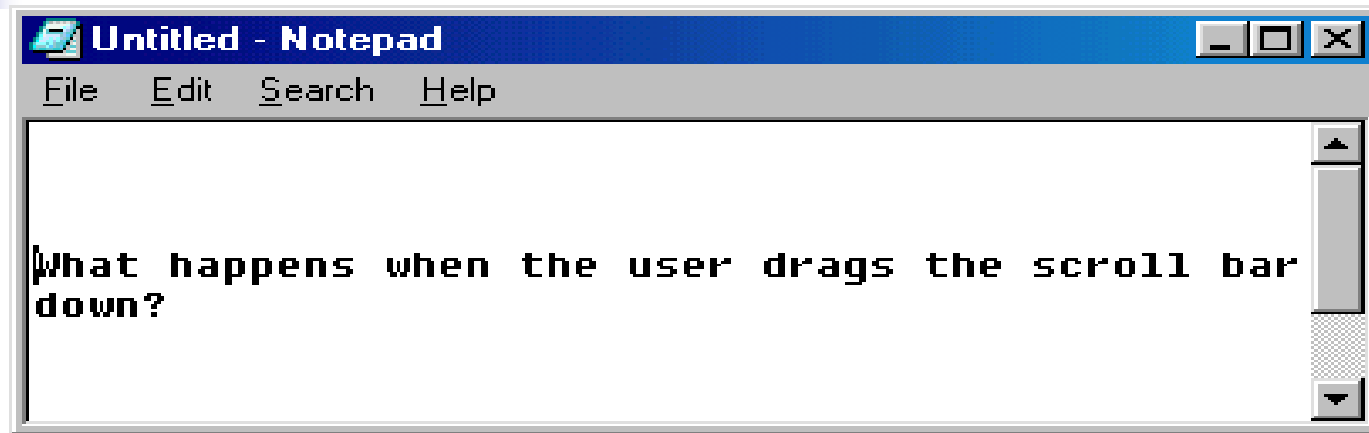 Untitled - Notepad
File Edit Search Help
What happens when the user drags the scroll bar
down?